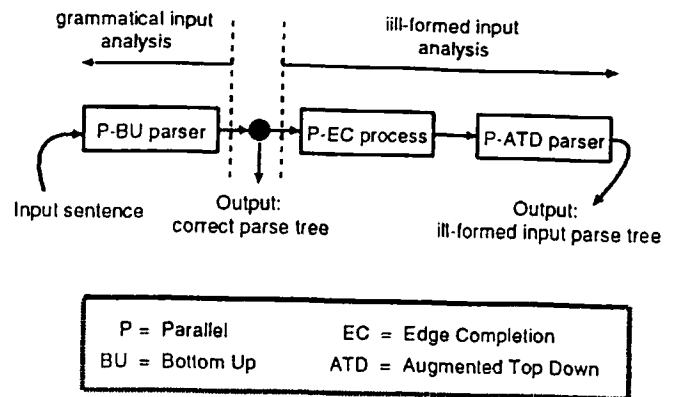 grammatical input
analysis
iill-formed input
analysis
P-BU parser
P-EC process
P-ATD parser
Input sentence
Output:
correct parse tree
Output:
ill-formed input parse tree
P = Parallel
EC = Edge Completion
BU = Bottom Up
ATD = Augmented Top Down